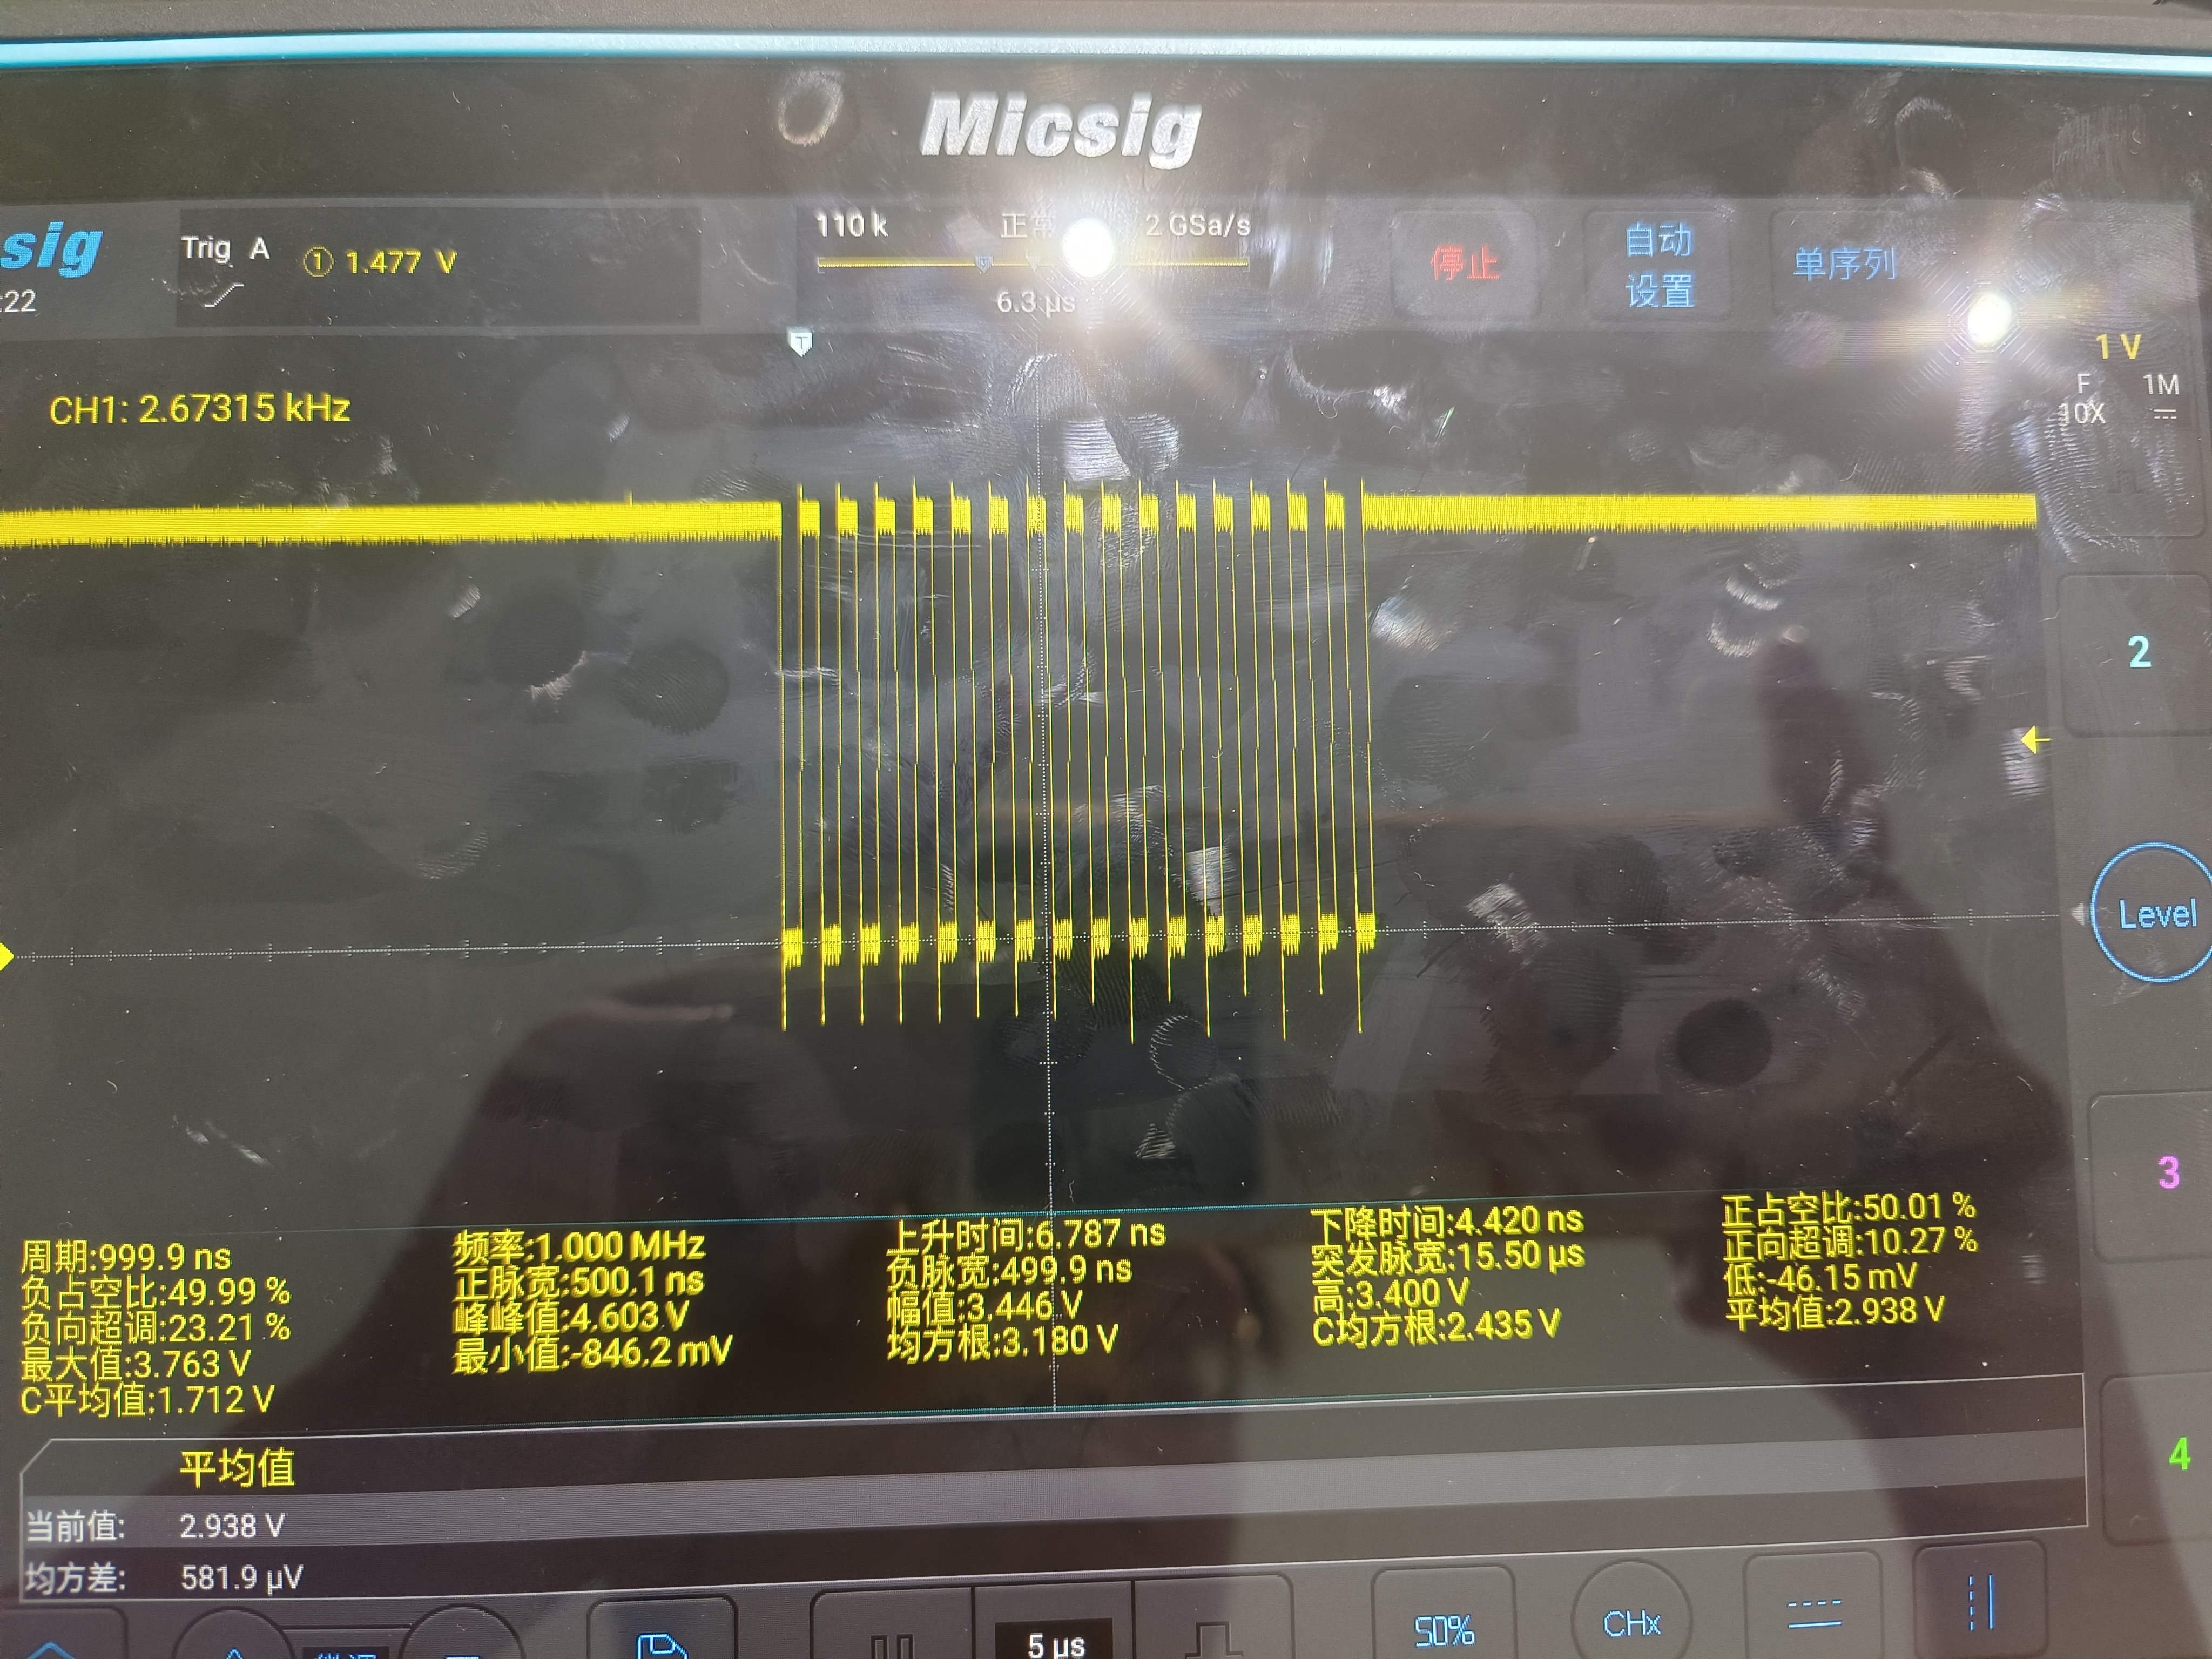 Micsig
sig
Trig A
① 1.477 V
110 k
正常
2 GSa/s
停止
自动
设置
单序列
:22
6.3 µs
T
1 V
F 1M
10X
CH1: 2.67315 kHz
2
Level
3
4
周期:999.9 ns
负占空比:49.99 %
负向超调:23.21 %
最大值:3.763 V
C平均值:1.712 V
频率:1.000 MHz
正脉宽:500.1 ns
峰峰值:4.603 V
最小值:-846.2 mV
上升时间:6.787 ns
负脉宽:499.9 ns
幅值:3.446 V
均方根:3.180 V
下降时间:4.420 ns
突发脉宽:15.50 µs
高:3.400 V
C均方根:2.435 V
正占空比:50.01 %
正向超调:10.27 %
低:-46.15 mV
平均值:2.938 V
平均值
当前值: 2.938 V
均方差: 581.9 µV
5 µs
50%
CHx